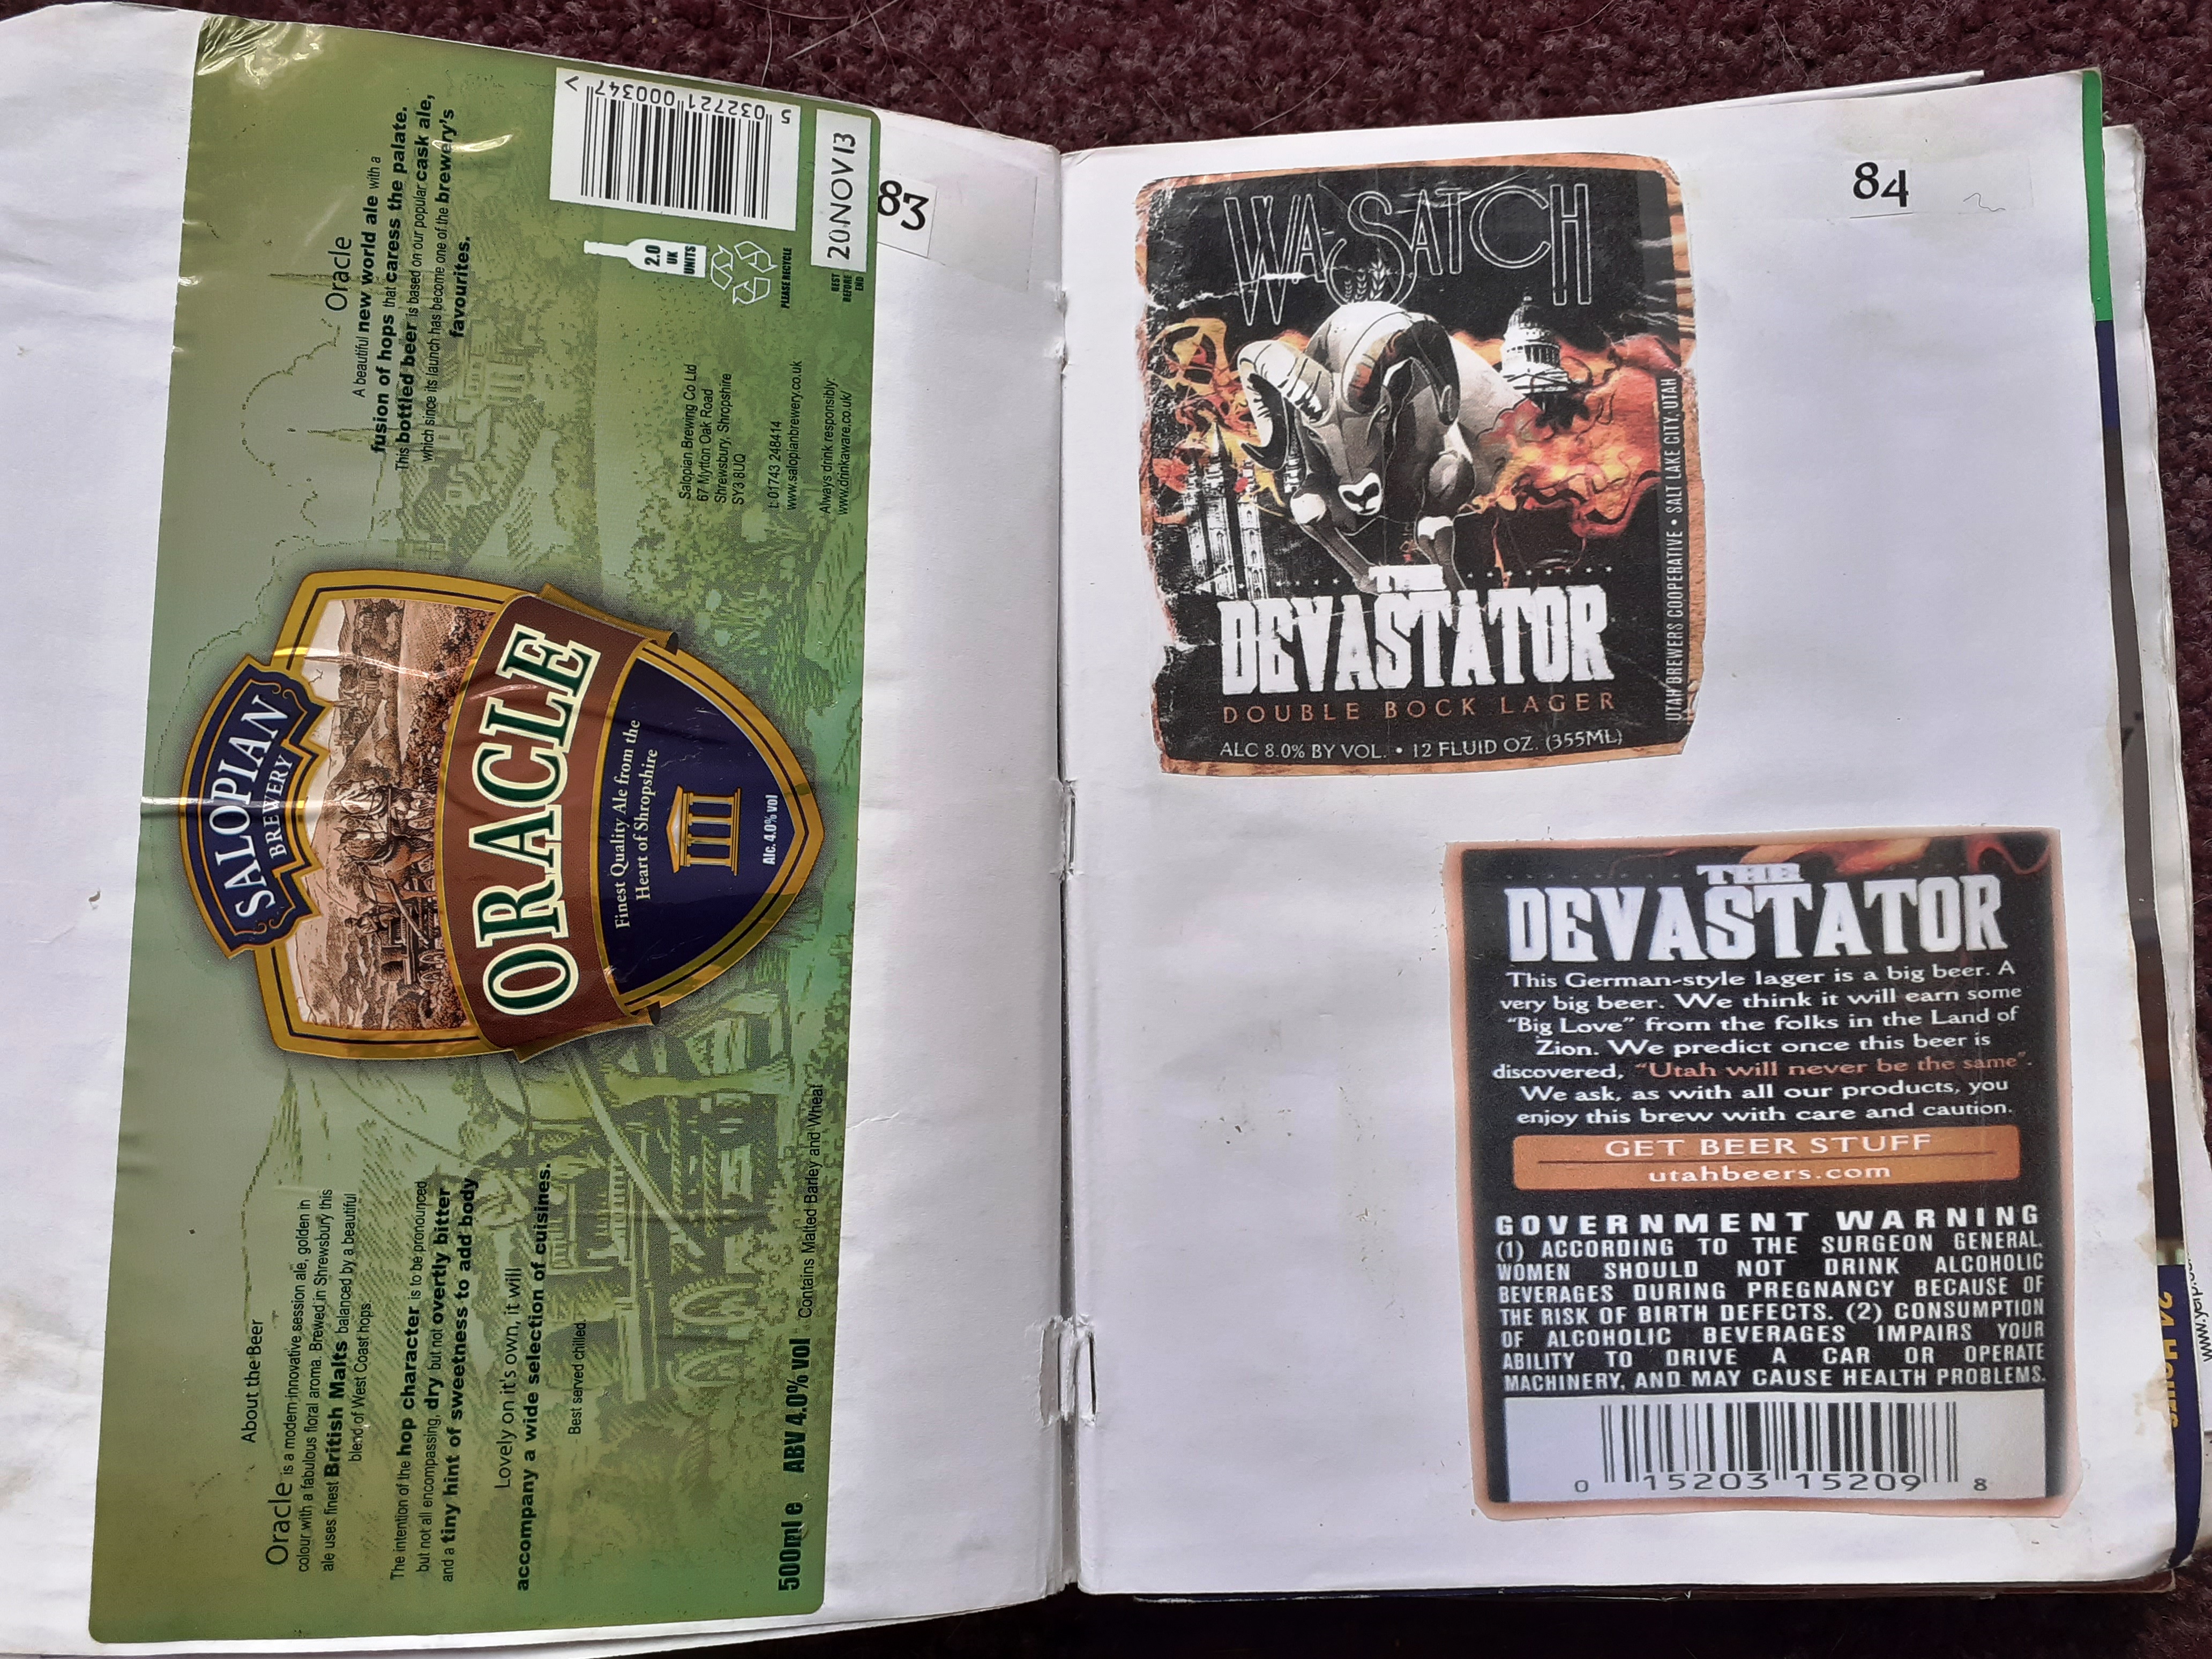 83
SALOPIAN
BREWERY
ORACLE
Finest Quality Ale from the
Heart of Shropshire
Alc. 4.0% vol
About the Beer
Oracle is a modern innovative session ale, golden in
colour with a fabulous floral aroma. Brewed in Shrewsbury this
ale uses finest British Malts balanced by a beautiful
blend of West Coast hops.
The intention of the hop character is to be pronounced
but not all encompassing, dry but not overtly bitter
and a tiny hint of sweetness to add body
Lovely on it's own, it will
accompany a wide selection of cuisines.
Best served chilled.
500ml e ABV 4.0% vol Contains Malted Barley and Wheat
Oracle
A beautiful new world ale with a
fusion of hops that caress the palate.
This bottled beer is based on our popular cask ale,
which since its launch has become one of the brewery's
favourites.
Salopian Brewing Co Ltd
67 Mytton Oak Road
Shrewsbury, Shropshire
SY3 8UQ
t: 01743 248414
www.salopianbrewery.co.uk
Always drink responsibly:
www.drinkaware.co.uk/
5 032721 000347 >
2.0
UK
UNITS
PLEASE RECYCLE
BEST
BEFORE
END
20NOV13
84
WASATCH
THE
DEVASTATOR
DOUBLE BOCK LAGER
ALC 8.0% BY VOL. • 12 FLUID OZ. (355ML)
UTAH BREWERS COOPERATIVE • SALT LAKE CITY, UTAH
THE
DEVASTATOR
This German-style lager is a big beer. A
very big beer. We think it will earn some
"Big Love" from the folks in the Land of
Zion. We predict once this beer is
discovered, "Utah will never be the same".
We ask, as with all our products, you
enjoy this brew with care and caution.
GET BEER STUFF
utahbeers.com
GOVERNMENT WARNING
(1) ACCORDING TO THE SURGEON GENERAL,
WOMEN SHOULD NOT DRINK ALCOHOLIC
BEVERAGES DURING PREGNANCY BECAUSE OF
THE RISK OF BIRTH DEFECTS. (2) CONSUMPTION
OF ALCOHOLIC BEVERAGES IMPAIRS YOUR
ABILITY TO DRIVE A CAR OR OPERATE
MACHINERY, AND MAY CAUSE HEALTH PROBLEMS.
0 15203 15209 8